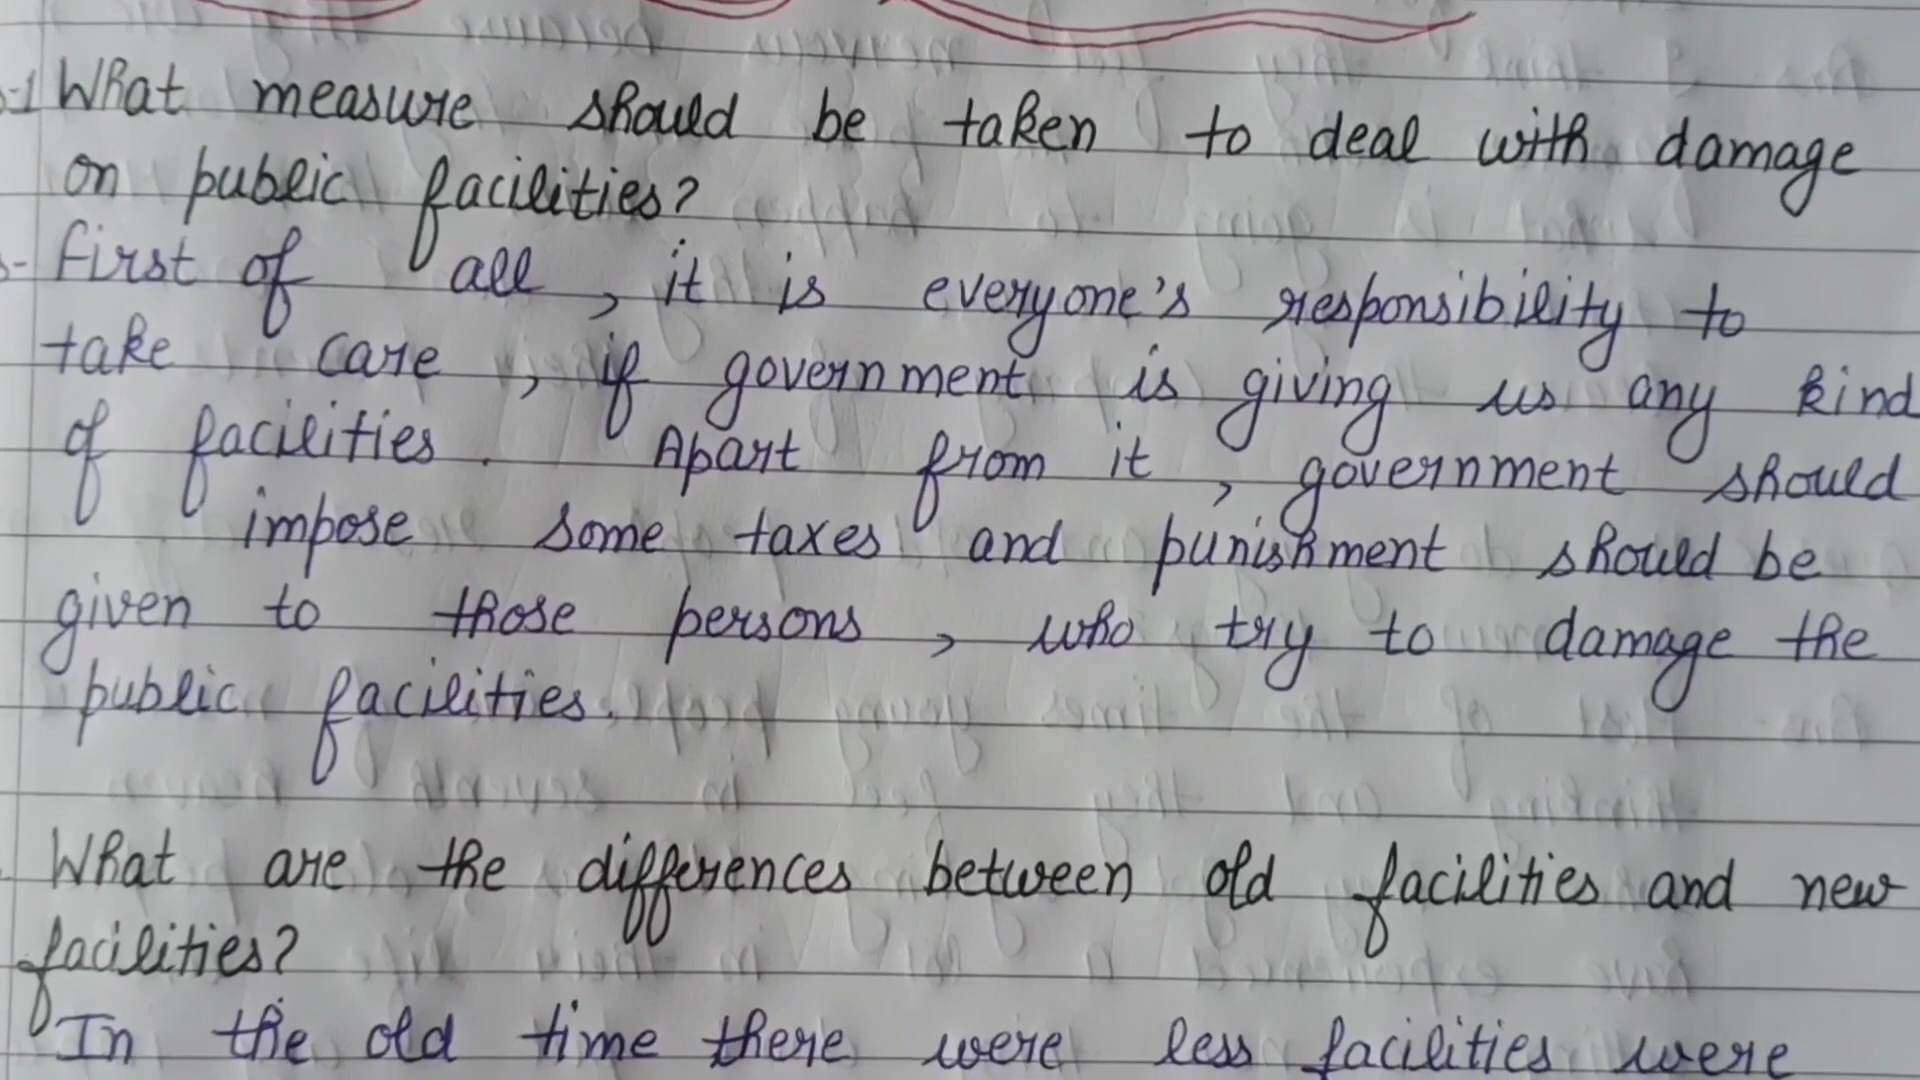 -1 What measure should be taken to deal with damage
on public facilities?
- first of all, it is everyone's responsibility to
take care, if government is giving us any kind
of facilities. Apart from it, government should
impose some taxes and punishment should be
given to those persons, who try to damage the
public facilities.
What are the differences between old facilities and new
facilities?
In the old time there were less facilities were